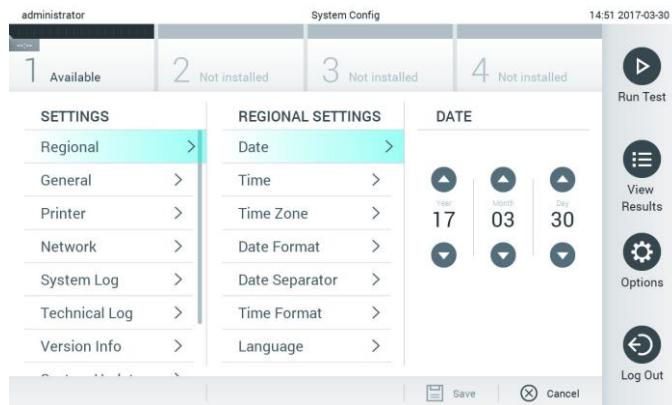 administrator System Config 14:51 2017-03-30
--:--
1 Available 2 Not installed 3 Not installed 4 Not installed
Run Test
SETTINGS REGIONAL SETTINGS DATE
Regional > Date >
General > Time >
Printer > Time Zone >
Year Month Day
17 03 30
View
Results
Network > Date Format >
System Log > Date Separator >
Options
Technical Log > Time Format >
Version Info > Language >
Log Out
Save Cancel